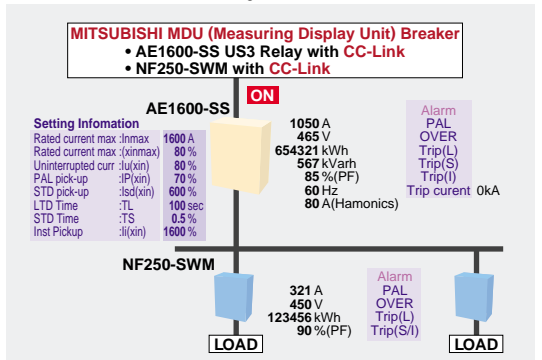 MITSUBISHI MDU (Measuring Display Unit) Breaker
• AE1600-SS US3 Relay with CC-Link
• NF250-SWM with CC-Link
ON
AE1600-SS
Setting Infomation
Rated current max :Inmax 1600 A
Rated current max :(xinmax) 80 %
Uninterrupted curr :Iu(xin) 80 %
PAL pick-up :IP(xin) 70 %
STD pick-up :Isd(xin) 600 %
LTD Time :TL 100 sec
STD Time :TS 0.5 %
Inst Pickup :Ii(xin) 1600 %
1050 A
465 V
654321 kWh
567 kVarh
85 %(PF)
60 Hz
80 A(Hamonics)
Alarm
PAL
OVER
Trip(L)
Trip(S)
Trip(I)
Trip curent 0kA
NF250-SWM
321 A
450 V
123456 kWh
90 %(PF)
Alarm
PAL
OVER
Trip(L)
Trip(S/I)
LOAD
LOAD